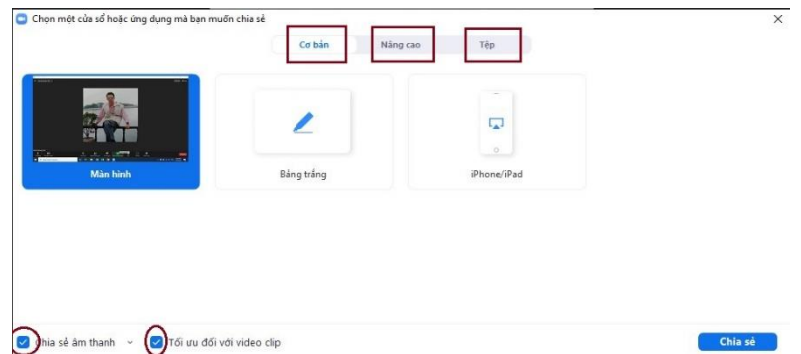 Chọn một cửa sổ hoặc ứng dụng mà bạn muốn chia sẻ
Cơ bản Nâng cao Tệp
Màn hình Bảng trắng iPhone/iPad
Chia sẻ âm thanh Tối ưu đối với video clip Chia sẻ